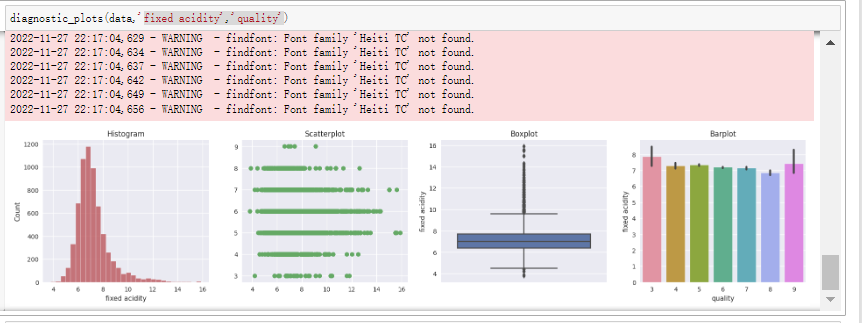 diagnostic_plots(data,'fixed acidity','quality')
2022-11-27 22:17:04,629 - WARNING - findfont: Font family 'Heiti TC' not found.
2022-11-27 22:17:04,634 - WARNING - findfont: Font family 'Heiti TC' not found.
2022-11-27 22:17:04,637 - WARNING - findfont: Font family 'Heiti TC' not found.
2022-11-27 22:17:04,642 - WARNING - findfont: Font family 'Heiti TC' not found.
2022-11-27 22:17:04,649 - WARNING - findfont: Font family 'Heiti TC' not found.
2022-11-27 22:17:04,656 - WARNING - findfont: Font family 'Heiti TC' not found.
Histogram
1200
1000
800
600
400
200
0
Count
4 6 8 10 12 14 16
fixed acidity
Scatterplot
9
8
7
6
5
4
3
4 6 8 10 12 14 16
Boxplot
16
14
12
10
8
6
4
fixed acidity
Barplot
8
7
6
5
4
3
2
1
0
fixed acidity
3 4 5 6 7 8 9
quality